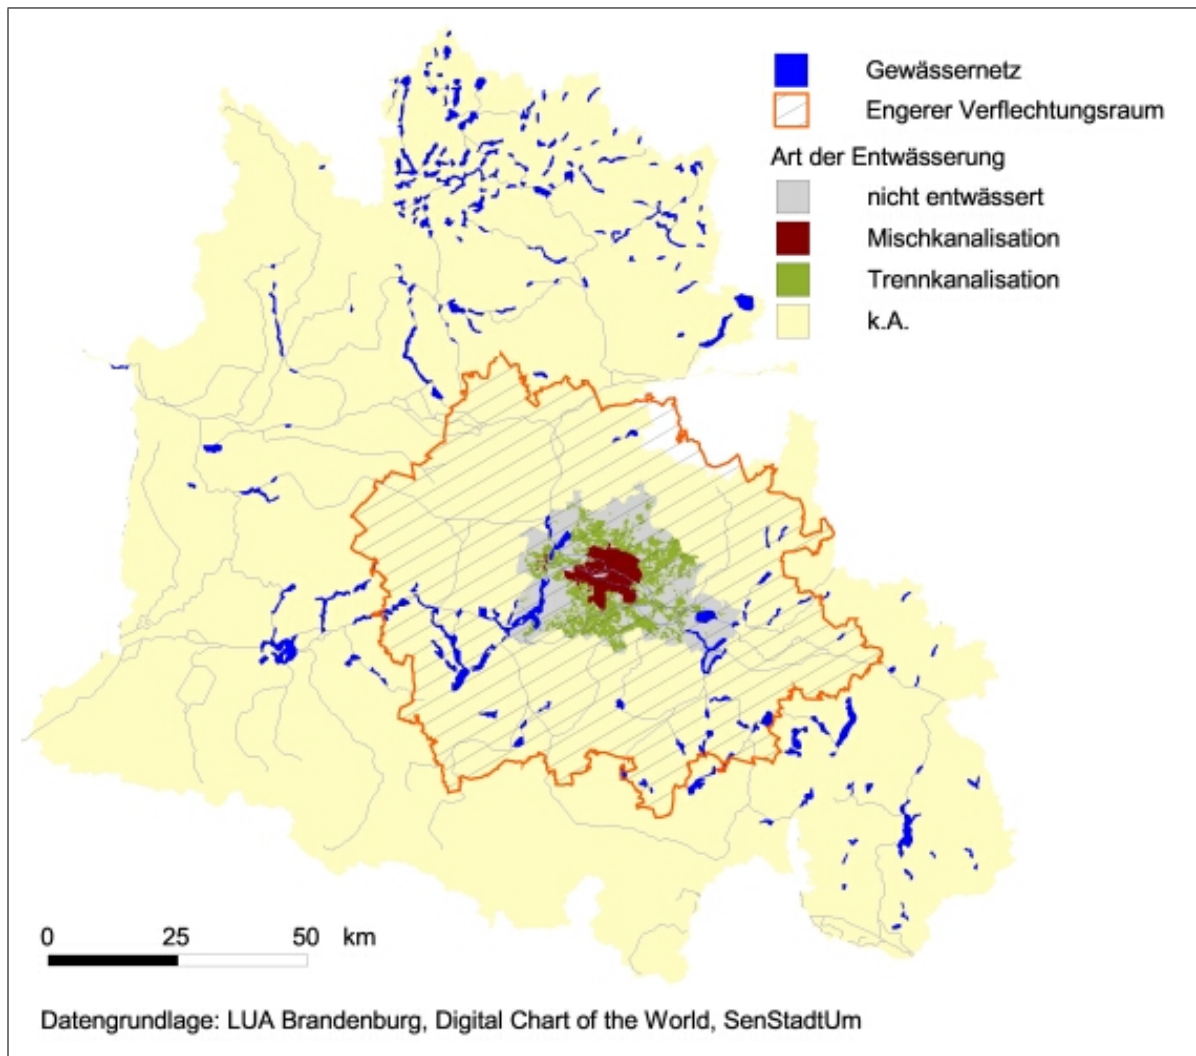 Gewässernetz
Engerer Verflechtungsraum
Art der Entwässerung
nicht entwässert
Mischkanalisation
Trennkanalisation
k.A.
0 25 50 km
Datengrundlage: LUA Brandenburg, Digital Chart of the World, SenStadtUm